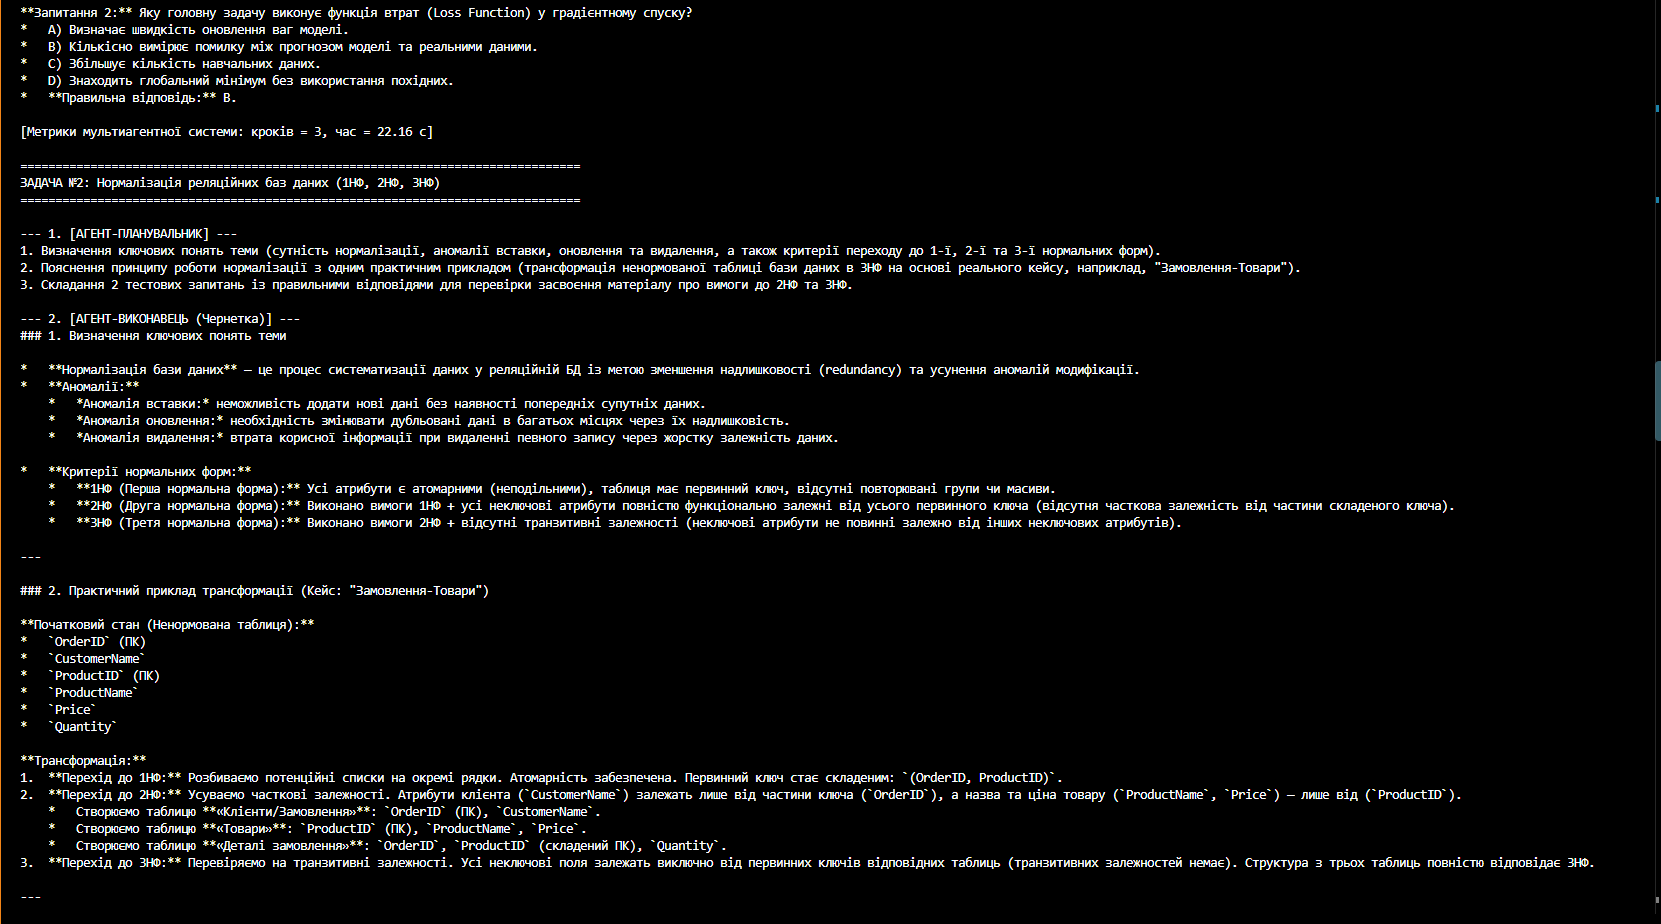 **Запитання 2:** Яку головну задачу виконує функція втрат (Loss Function) у градієнтному спуску?
*   A) Визначає швидкість оновлення ваг моделі.
*   B) Кількісно вимірює помилку між прогнозом моделі та реальними даними.
*   C) Збільшує кількість навчальних даних.
*   D) Знаходить глобальний мінімум без використання похідних.
*   **Правильна відповідь:** B.
[Метрики мультиагентної системи: кроків = 3, час = 22.16 с]
================================================================================
ЗАДАЧА №2: Нормалізація реляційних баз даних (1НФ, 2НФ, 3НФ)
================================================================================
--- 1. [АГЕНТ-ПЛАНУВАЛЬНИК] ---
1. Визначення ключових понять теми (сутність нормалізації, аномалії вставки, оновлення та видалення, а також критерії переходу до 1-ї, 2-ї та 3-ї нормальних форм).
2. Пояснення принципу роботи нормалізації з одним практичним прикладом (трансформація ненормованої таблиці бази даних в 3НФ на основі реального кейсу, наприклад, "Замовлення-Товари").
3. Складання 2 тестових запитань із правильними відповідями для перевірки засвоєння матеріалу про вимоги до 2НФ та 3НФ.
--- 2. [АГЕНТ-ВИКОНАВЕЦЬ (Чернетка)] ---
### 1. Визначення ключових понять теми
*   **Нормалізація бази даних** — це процес систематизації даних у реляційній БД із метою зменшення надлишковості (redundancy) та усунення аномалій модифікації.
*   **Аномалії:**
    *   *Аномалія вставки:* неможливість додати нові дані без наявності попередніх супутніх даних.
    *   *Аномалія оновлення:* необхідність змінювати дубльовані дані в багатьох місцях через їх надлишковість.
    *   *Аномалія видалення:* втрата корисної інформації при видаленні певного запису через жорстку залежність даних.
*   **Критерії нормальних форм:**
    *   **1НФ (Перша нормальна форма):** Усі атрибути є атомарними (неподільними), таблиця має первинний ключ, відсутні повторювані групи чи масиви.
    *   **2НФ (Друга нормальна форма):** Виконано вимоги 1НФ + усі неключові атрибути повністю функціонально залежні від усього первинного ключа (відсутня часткова залежність від частини складеного ключа).
    *   **3НФ (Третя нормальна форма):** Виконано вимоги 2НФ + відсутні транзитивні залежності (неключові атрибути не повинні залежно від інших неключових атрибутів).
---
### 2. Практичний приклад трансформації (Кейс: "Замовлення-Товари")
**Початковий стан (Ненормована таблиця):**
*   `OrderID` (ПК)
*   `CustomerName`
*   `ProductID` (ПК)
*   `ProductName`
*   `Price`
*   `Quantity`
**Трансформація:**
1.  **Перехід до 1НФ:** Розбиваємо потенційні списки на окремі рядки. Атомарність забезпечена. Первинний ключ стає складеним: `(OrderID, ProductID)`.
2.  **Перехід до 2НФ:** Усуваємо часткові залежності. Атрибути клієнта (`CustomerName`) залежать лише від частини ключа (`OrderID`), а назва та ціна товару (`ProductName`, `Price`) — лише від (`ProductID`).
    *   Створюємо таблицю **«Клієнти/Замовлення»**: `OrderID` (ПК), `CustomerName`.
    *   Створюємо таблицю **«Товари»**: `ProductID` (ПК), `ProductName`, `Price`.
    *   Створюємо таблицю **«Деталі замовлення»**: `OrderID`, `ProductID` (складений ПК), `Quantity`.
3.  **Перехід до 3НФ:** Перевіряємо на транзитивні залежності. Усі неключові поля залежать виключно від первинних ключів відповідних таблиць (транзитивних залежностей немає). Структура з трьох таблиць повністю відповідає 3НФ.
---